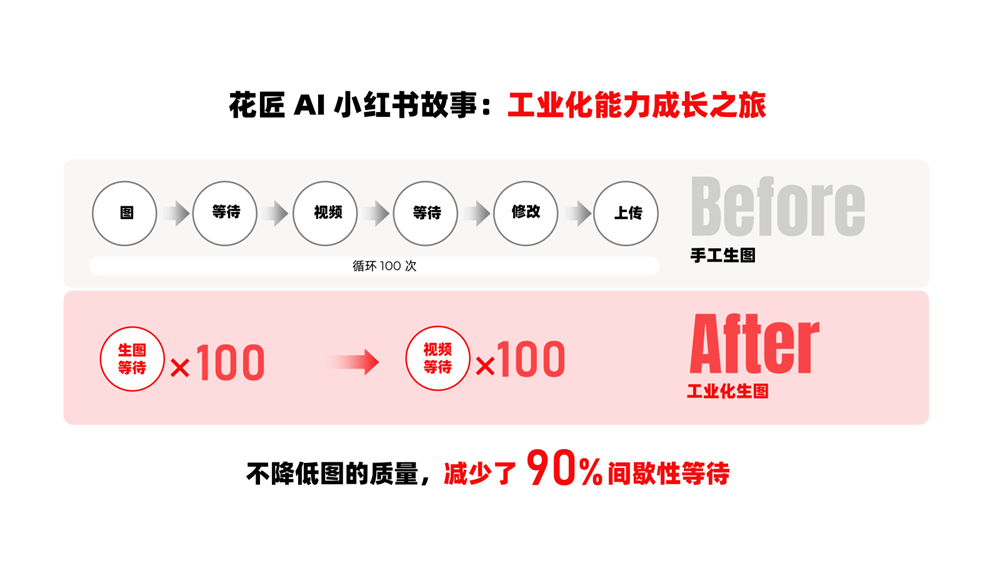 花匠 AI 小红书故事：工业化能力成长之旅
图
等待
视频
等待
修改
上传
循环 100 次
Before
手工生图
生图
等待
×100
视频
等待
×100
After
工业化生图
不降低图的质量，减少了 90% 间歇性等待